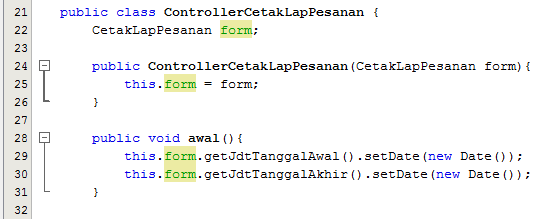 21 public class ControllerCetakLapPesanan {
22 CetakLapPesanan form;
23
24 public ControllerCetakLapPesanan(CetakLapPesanan form){
25 this.form = form;
26 }
27
28 public void awal(){
29 this.form.getJdtTanggalAwal().setDate(new Date());
30 this.form.getJdtTanggalAkhir().setDate(new Date());
31 }
32